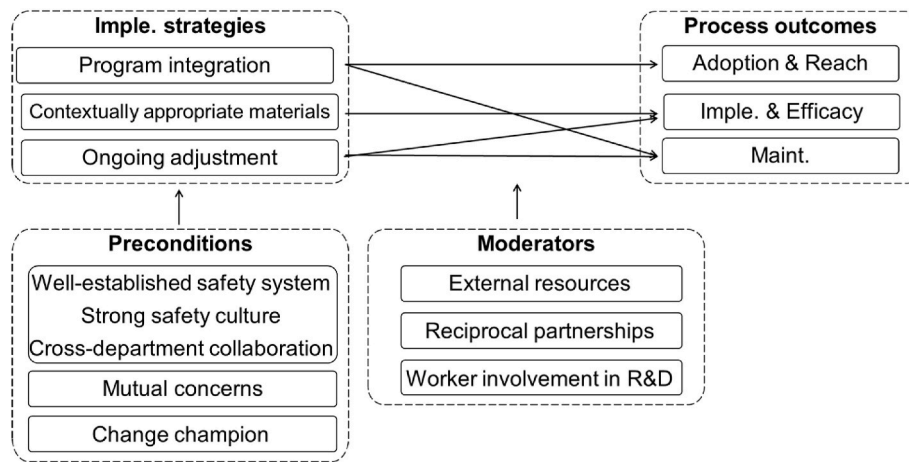 Imple. strategies
Program integration
Contextually appropriate materials
Ongoing adjustment
Process outcomes
Adoption & Reach
Imple. & Efficacy
Maint.
Preconditions
Well-established safety system
Strong safety culture
Cross-department collaboration
Mutual concerns
Change champion
Moderators
External resources
Reciprocal partnerships
Worker involvement in R&D